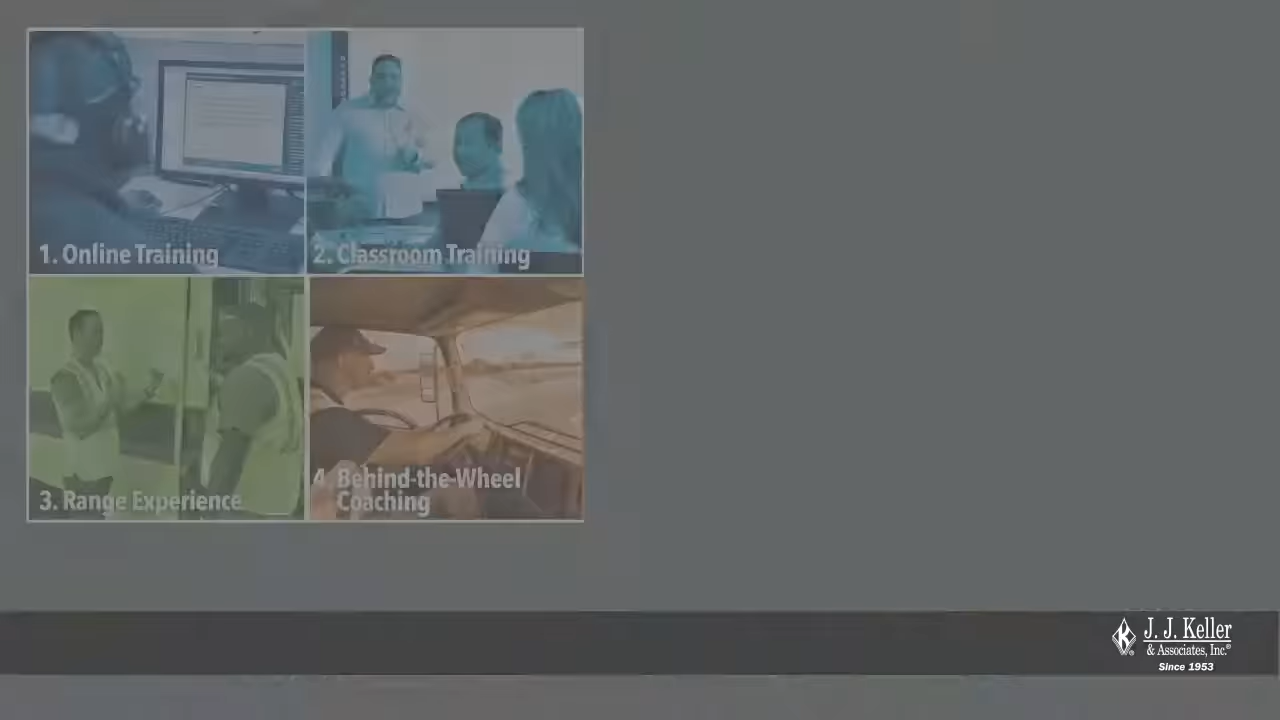 1. Online Training
2. Classroom Training
3. Range Experience
4. Behind-the-Wheel
Coaching
J. J. Keller
& Associates, Inc.®
Since 1953